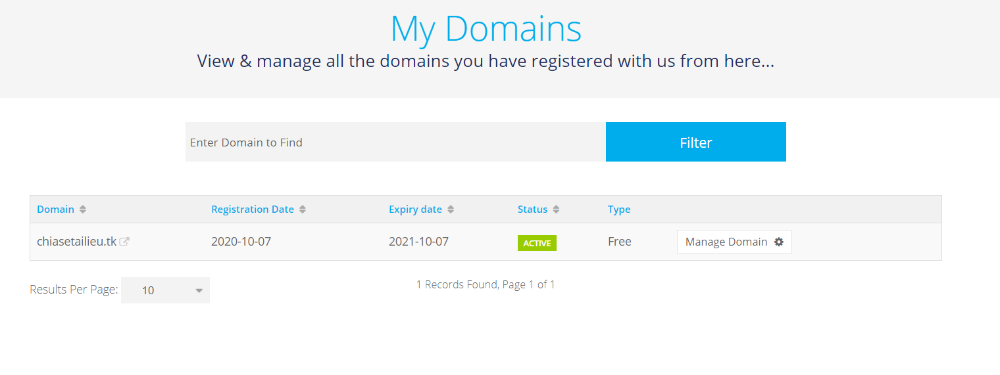 My Domains
View & manage all the domains you have registered with us from here...
Enter Domain to Find
Filter
Domain Registration Date Expiry date Status Type
chiasetailieu.tk 2020-10-07 2021-10-07 ACTIVE Free Manage Domain
Results Per Page: 10
1 Records Found, Page 1 of 1